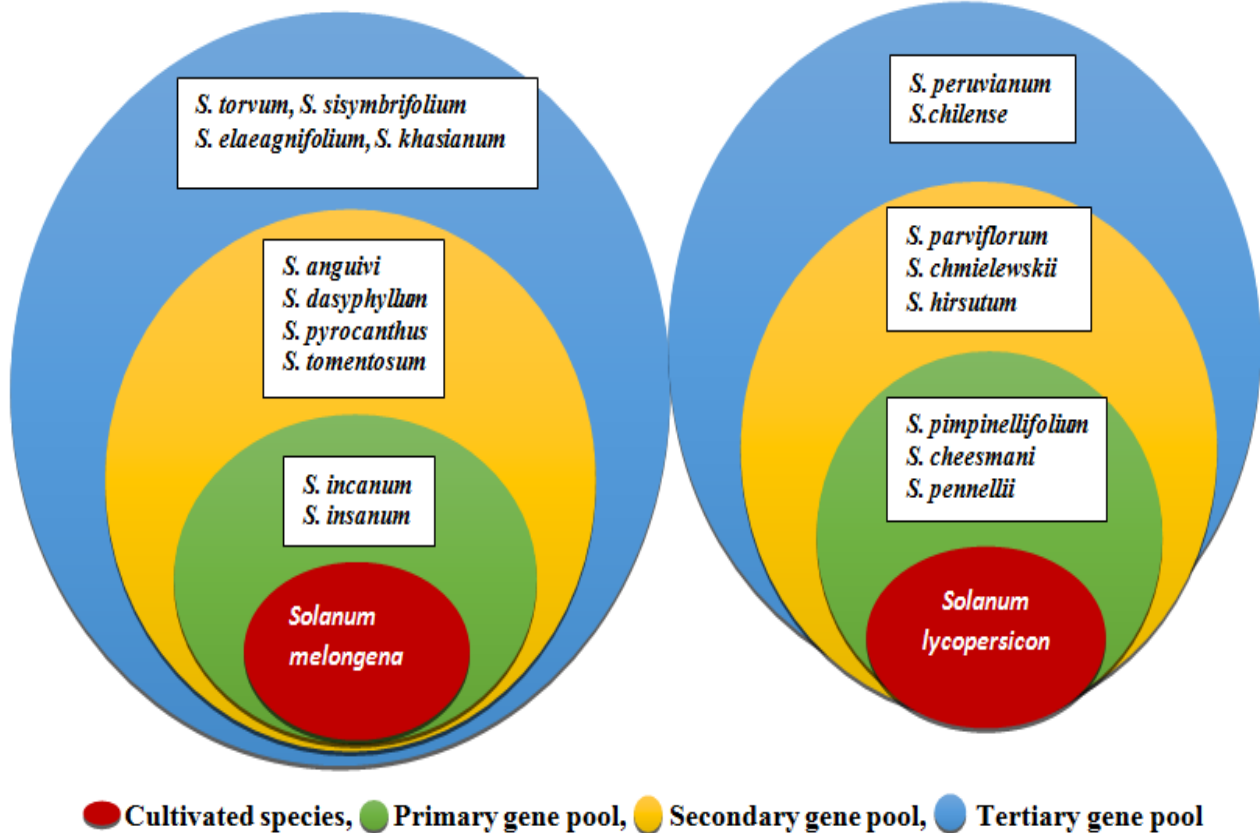 S. torvum, S. sisymbrifolium
S. elaeagnifolium, S. khasianum
S. anguivi
S. dasyphyllum
S. pyrocanthus
S. tomentosum
S. incanum
S. insanum
Solanum
melongena
S. peruvianum
S.chilense
S. parviflorum
S. chmielewskii
S. hirsutum
S. pimpinellifolium
S. cheesmani
S. pennellii
Solanum
lycopersicon
Cultivated species, Primary gene pool, Secondary gene pool, Tertiary gene pool